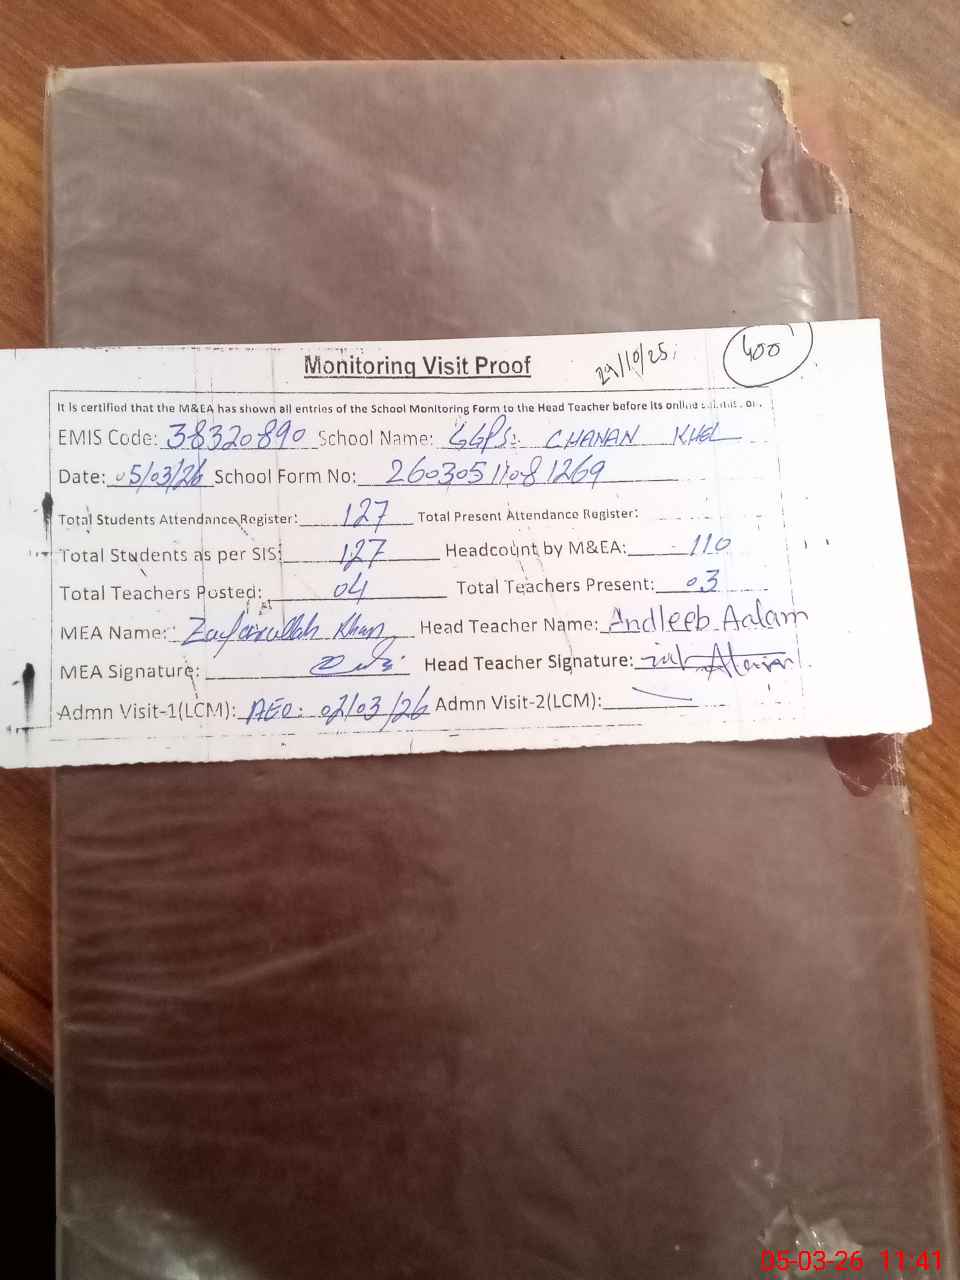 Monitoring Visit Proof 29/10/25 400
It is certified that the M&EA has shown all entries of the School Monitoring Form to the Head Teacher before its online
EMIS Code: 38320890 School Name: GGPS: CHANAN KHEL
Date: 05/03/26 School Form No: 26030511081269
Total Students Attendance Register: 127 Total Present Attendance Register:
Total Students as per SIS: 127 Headcount by M&EA: 110
Total Teachers Posted: 04 Total Teachers Present: 03
MEA Name: Zafarullah Khan Head Teacher Name: Andleeb Aalam
MEA Signature: Head Teacher Signature:
Admn Visit-1(LCM): AEO: 02/03/26 Admn Visit-2(LCM):
05-03-26 11:41